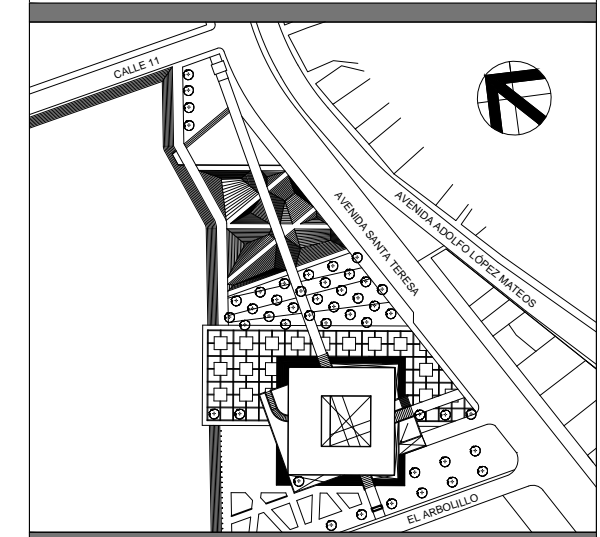 CALLE 11
AVENIDA SANTA TERESA
AVENIDA ADOLFO LÓPEZ MATEOS
EL ARBOLILLO